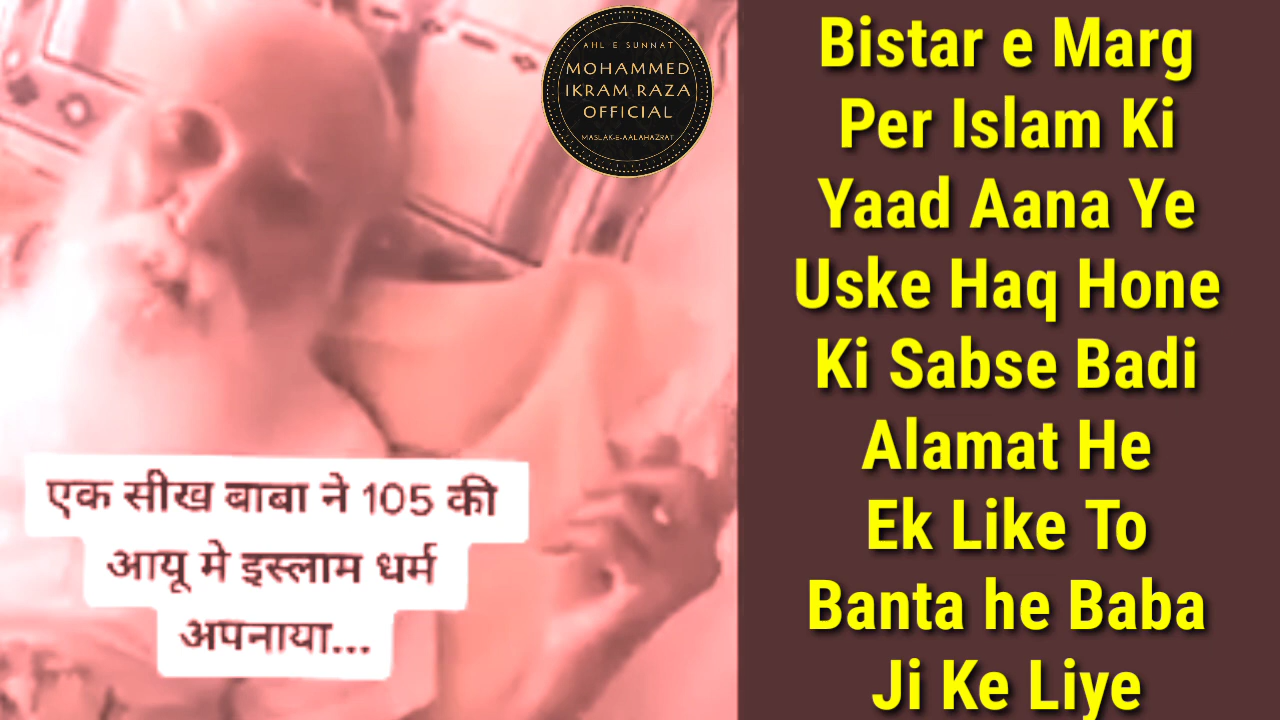 AHL E SUNNAT
MOHAMMED
IKRAM RAZA
OFFICIAL
MASLAK-E-AALAHAZRAT
एक सीख बाबा ने 105 की
आयू मे इस्लाम धर्म
अपनाया...
Bistar e Marg
Per Islam Ki
Yaad Aana Ye
Uske Haq Hone
Ki Sabse Badi
Alamat He
Ek Like To
Banta he Baba
Ji Ke Liye